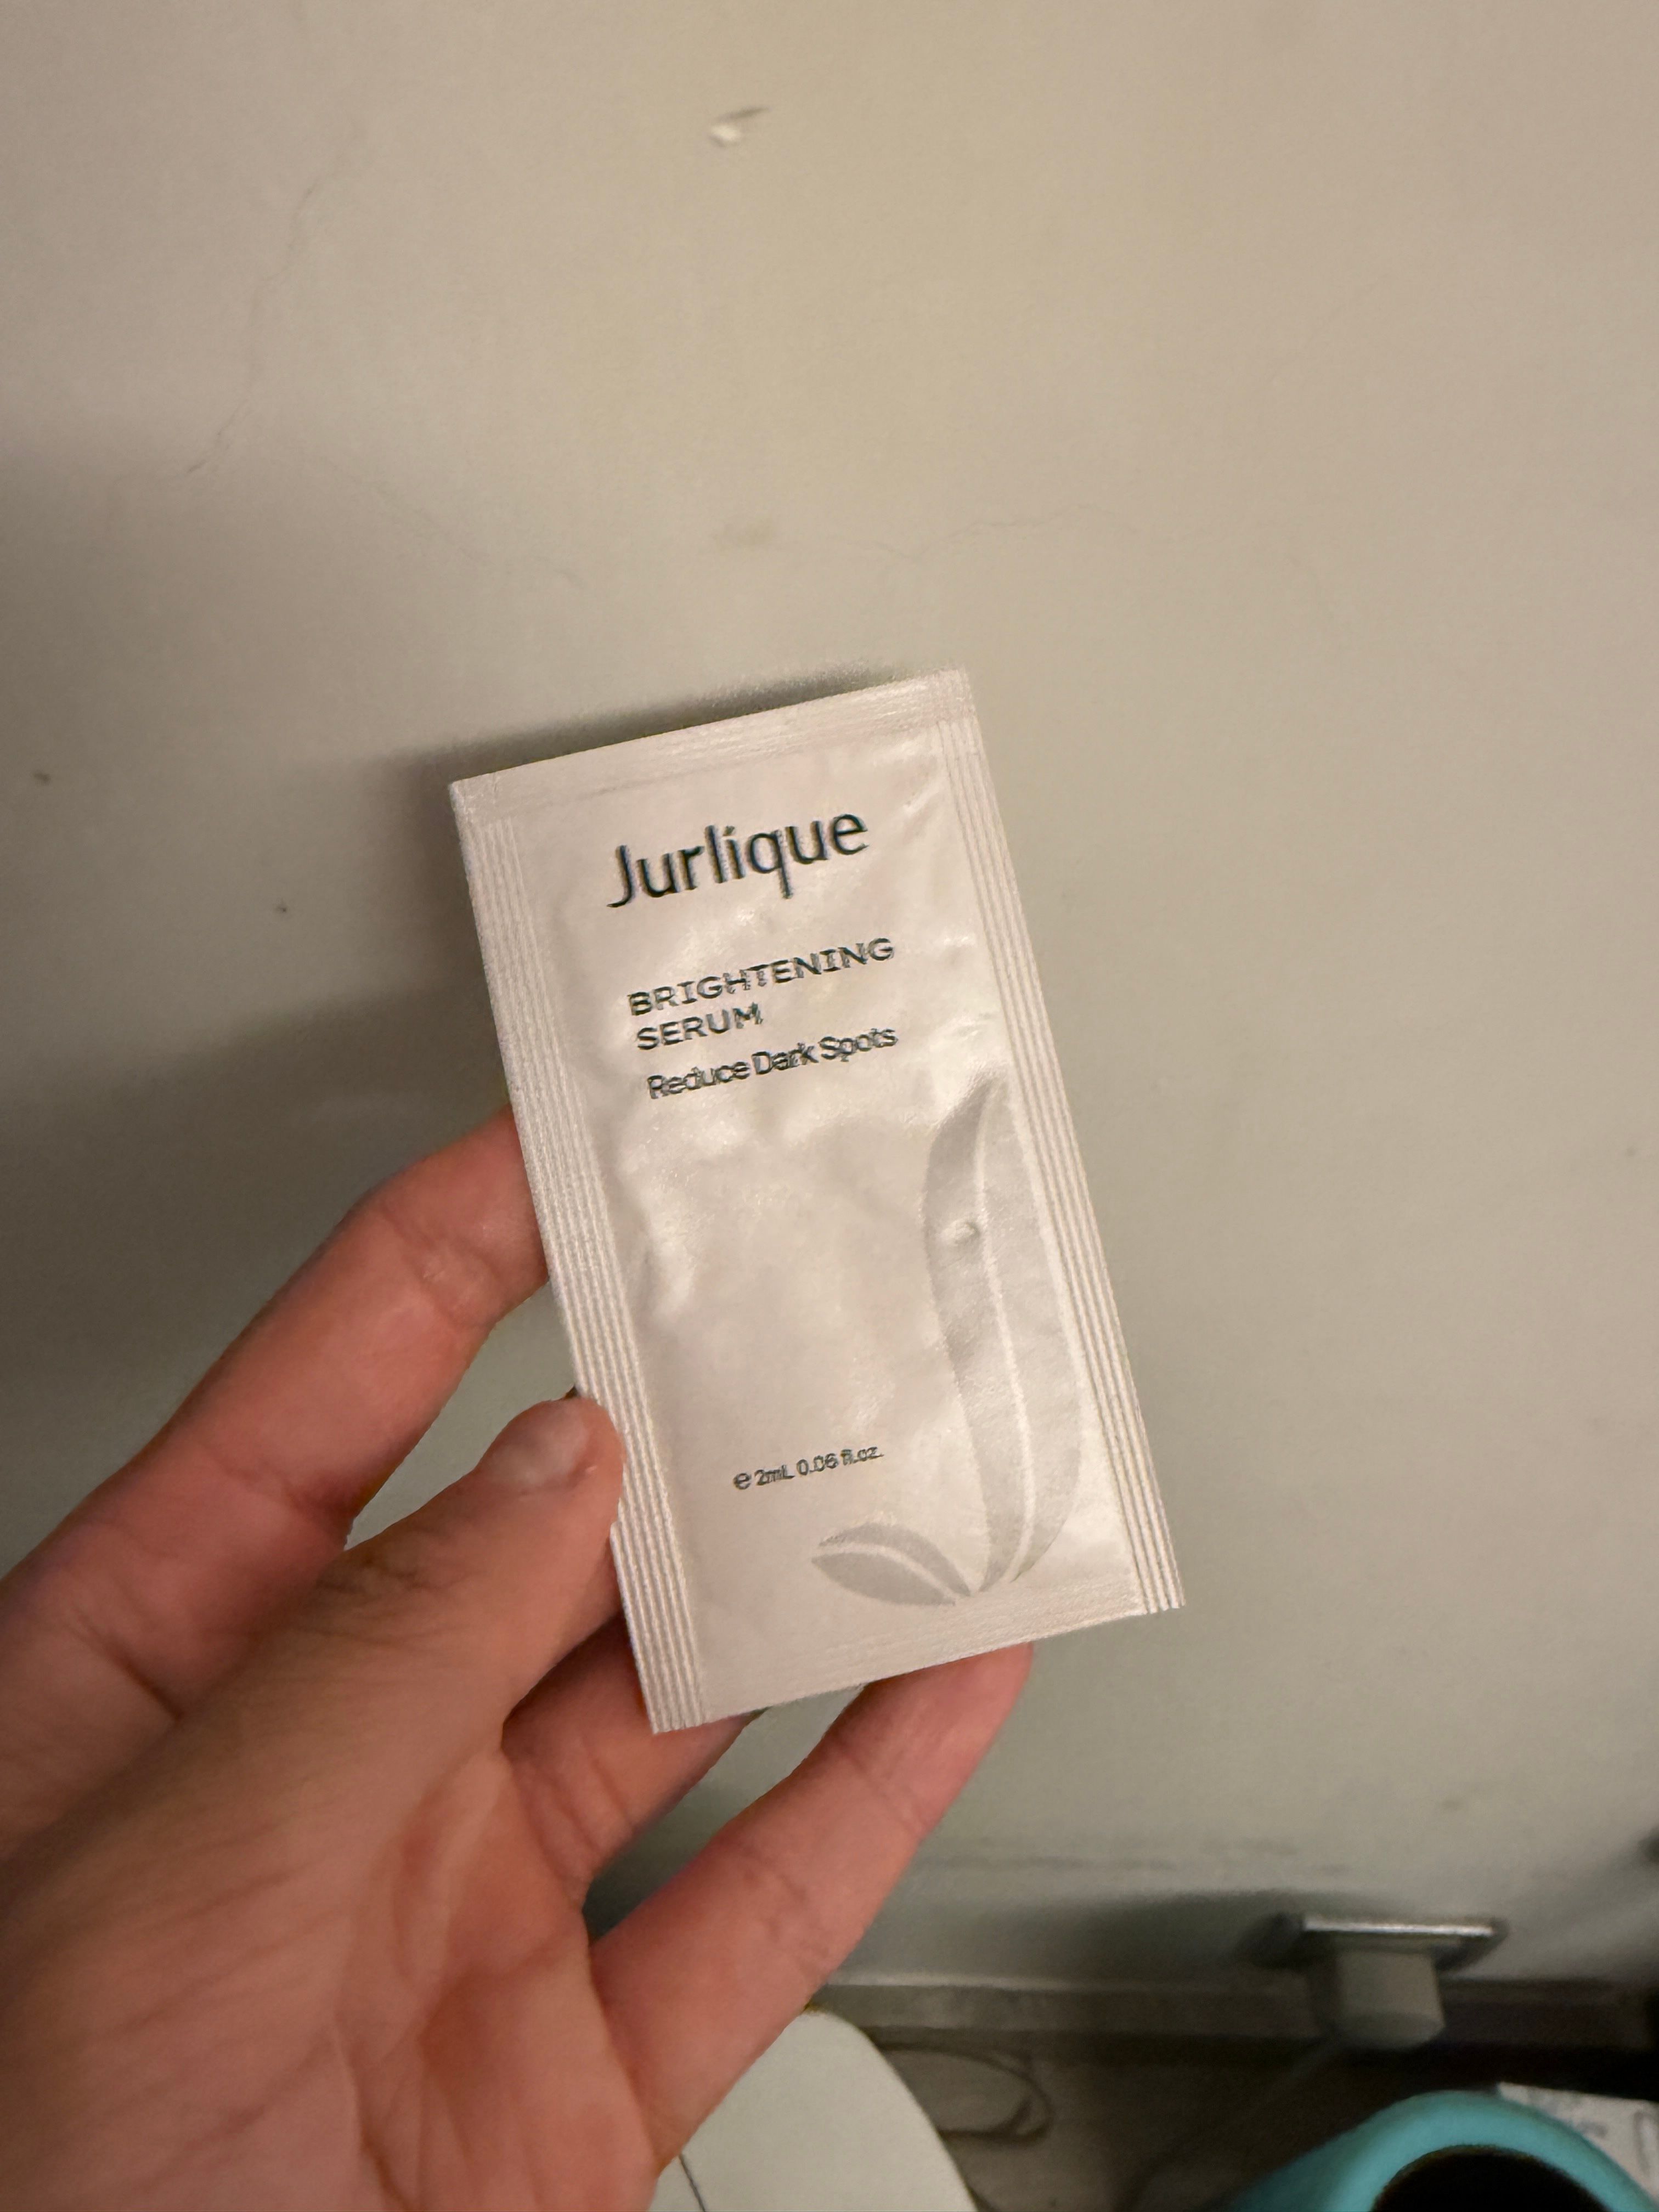 Jurlique
BRIGHTENING
SERUM
Reduce Dark Spots
e 2mL 0.06 fl.oz.